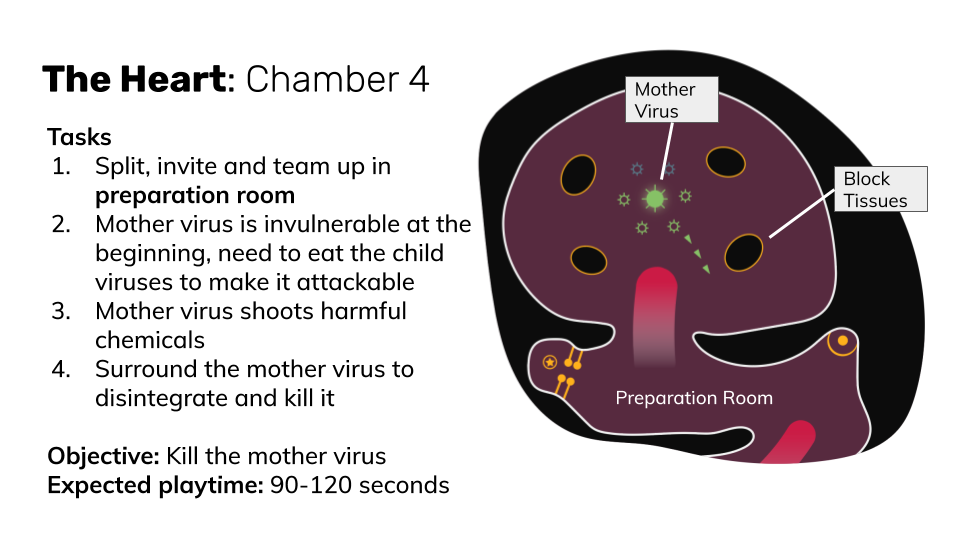 The Heart: Chamber 4
Tasks
1. Split, invite and team up in
preparation room
2. Mother virus is invulnerable at the
beginning, need to eat the child
viruses to make it attackable
3. Mother virus shoots harmful
chemicals
4. Surround the mother virus to
disintegrate and kill it
Objective: Kill the mother virus
Expected playtime: 90-120 seconds
Mother
Virus
Block
Tissues
Preparation Room